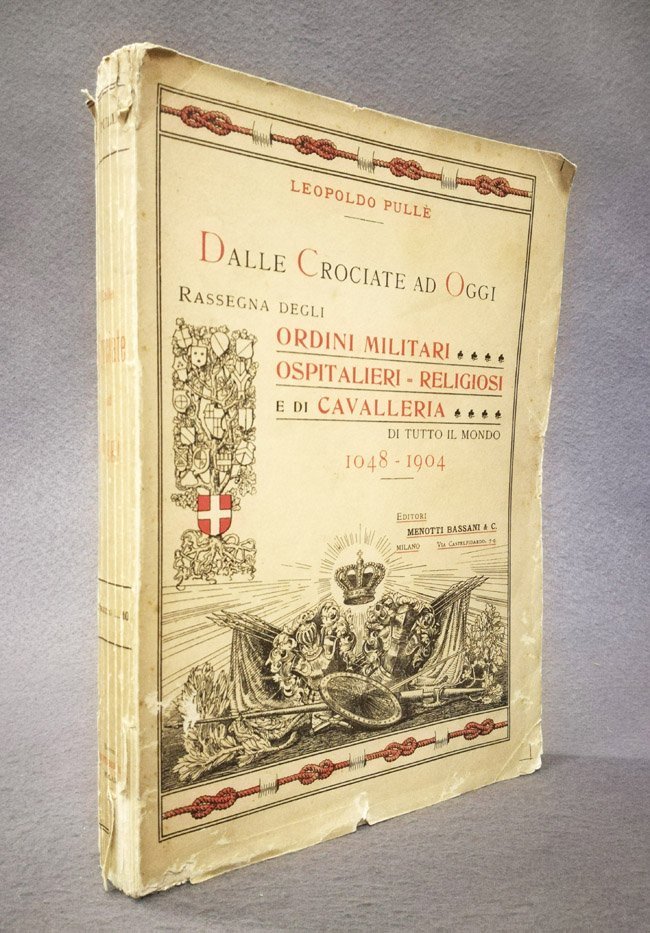 LEOPOLDO PULLÈ
DALLE CROCIATE AD OGGI
RASSEGNA DEGLI
ORDINI MILITARI
OSPITALIERI = RELIGIOSI
E DI CAVALLERIA
DI TUTTO IL MONDO
1048 - 1904
EDITORI
MENOTTI BASSANI & C.
MILANO VIA CASTELFIDARDO, 7-9.